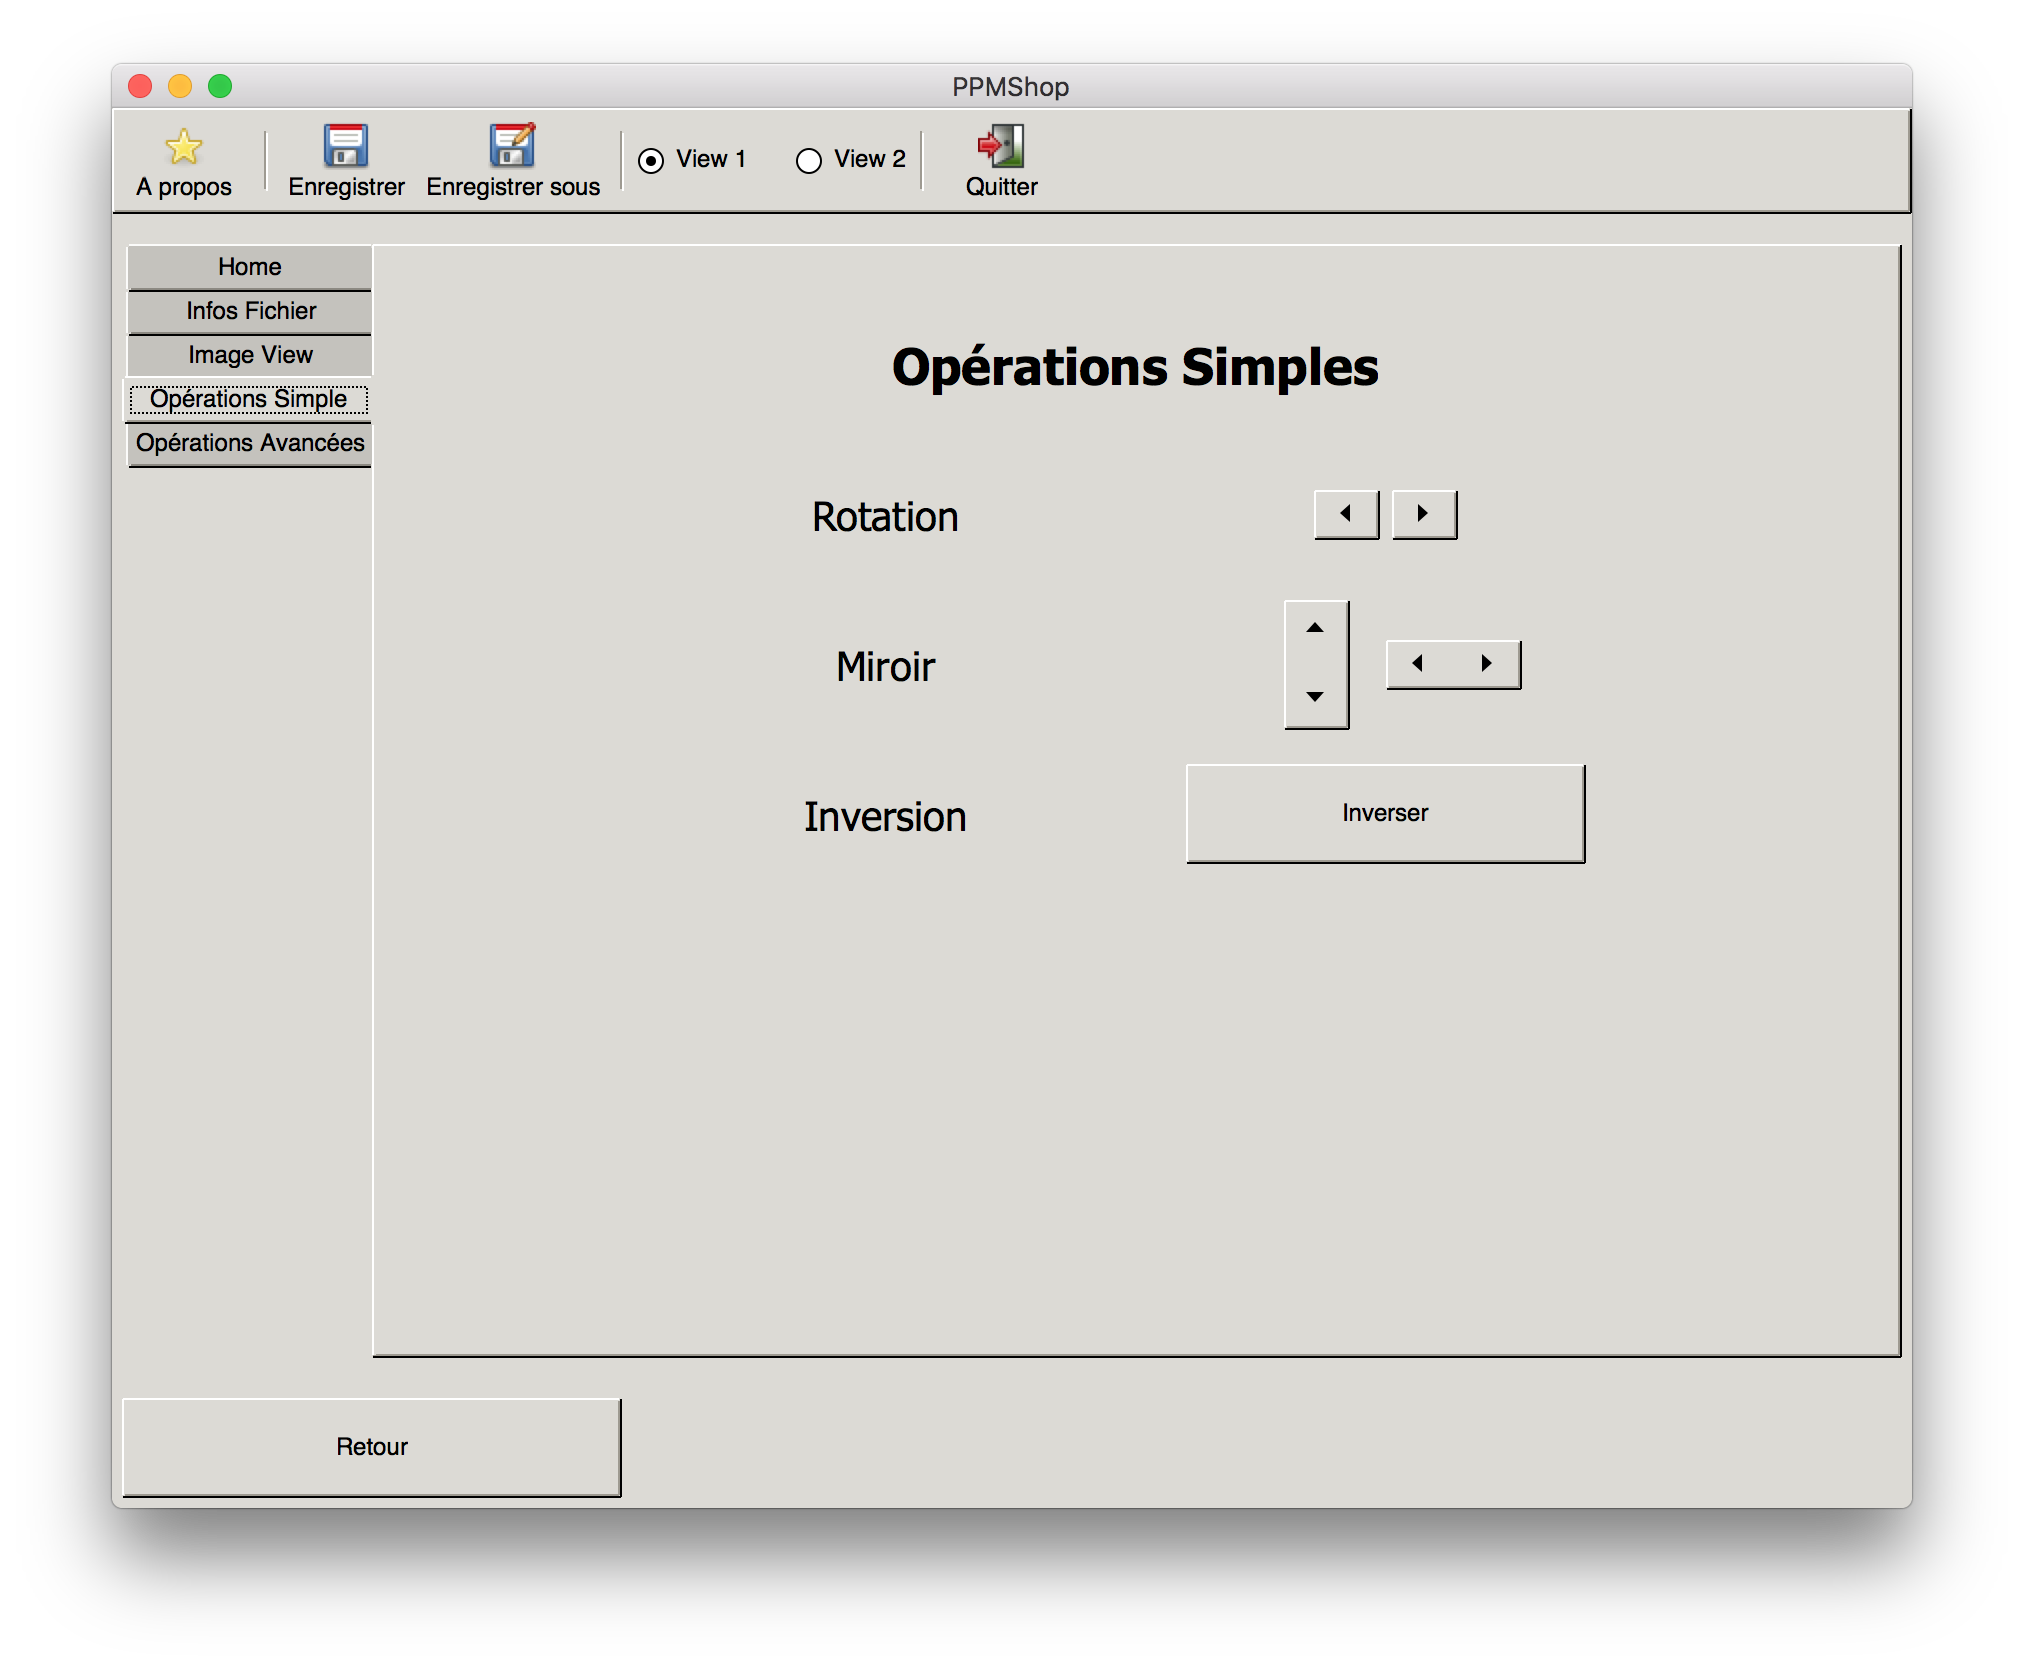 PPMShop
A propos
Enregistrer
Enregistrer sous
View 1
View 2
Quitter
Home
Infos Fichier
Image View
Opérations Simple
Opérations Avancées
Opérations Simples
Rotation
Miroir
Inversion
Inverser
Retour